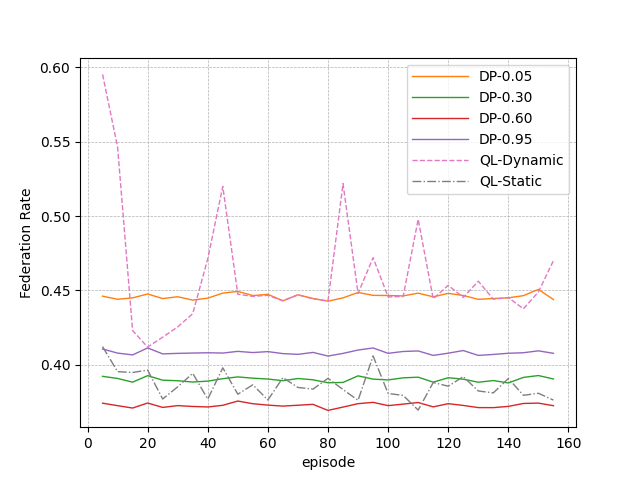 0.60
0.55
0.50
0.45
0.40
Federation Rate
DP-0.05
DP-0.30
DP-0.60
DP-0.95
QL-Dynamic
QL-Static
0 20 40 60 80 100 120 140 160
episode